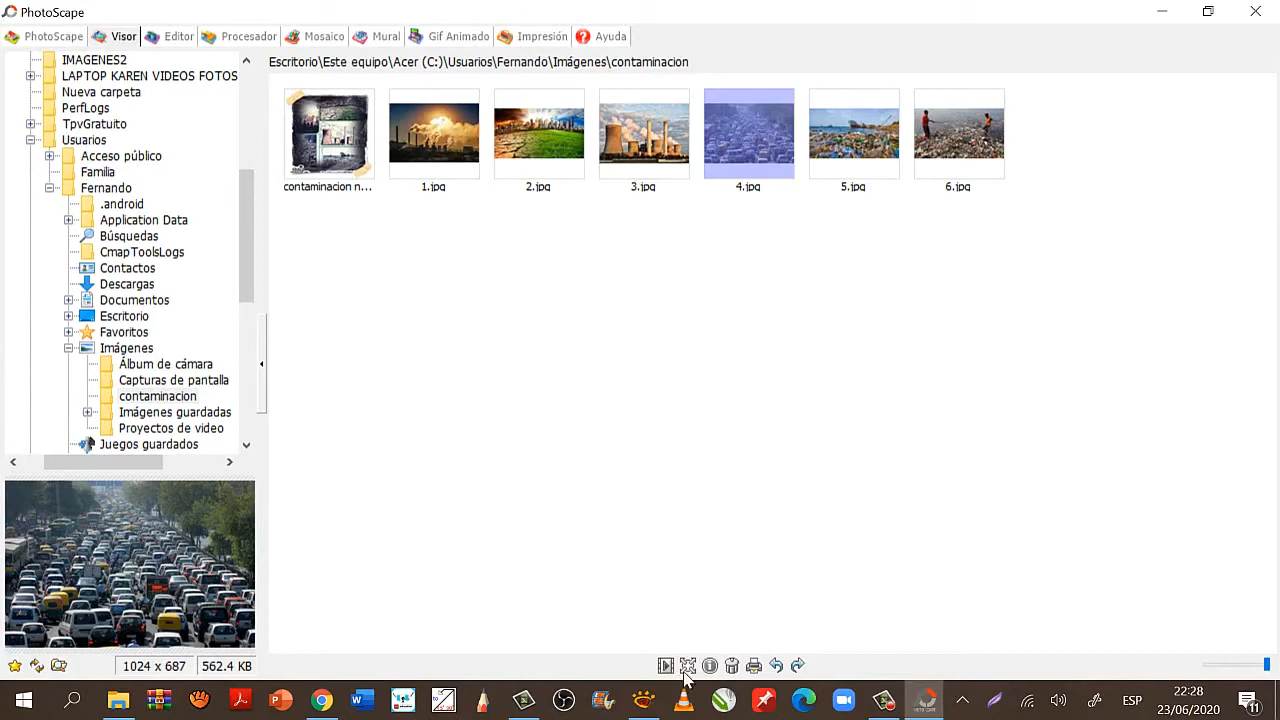 PhotoScape
PhotoScape Visor Editor Procesador Mosaico Mural Gif Animado Impresión Ayuda
Escritorio\Este equipo\Acer (C:)\Usuarios\Fernando\Imágenes\contaminacion
IMAGENES2
LAPTOP KAREN VIDEOS FOTOS
Nueva carpeta
PerfLogs
TpvGratuito
Usuarios
Acceso público
Familia
Fernando
.android
Application Data
Búsquedas
CmapToolsLogs
Contactos
Descargas
Documentos
Escritorio
Favoritos
Imágenes
Álbum de cámara
Capturas de pantalla
contaminacion
Imágenes guardadas
Proyectos de video
Juegos guardados
contaminacion n... 1.jpg 2.jpg 3.jpg 4.jpg 5.jpg 6.jpg
1024 x 687 562.4 KB
ESP
22:28
23/06/2020
11